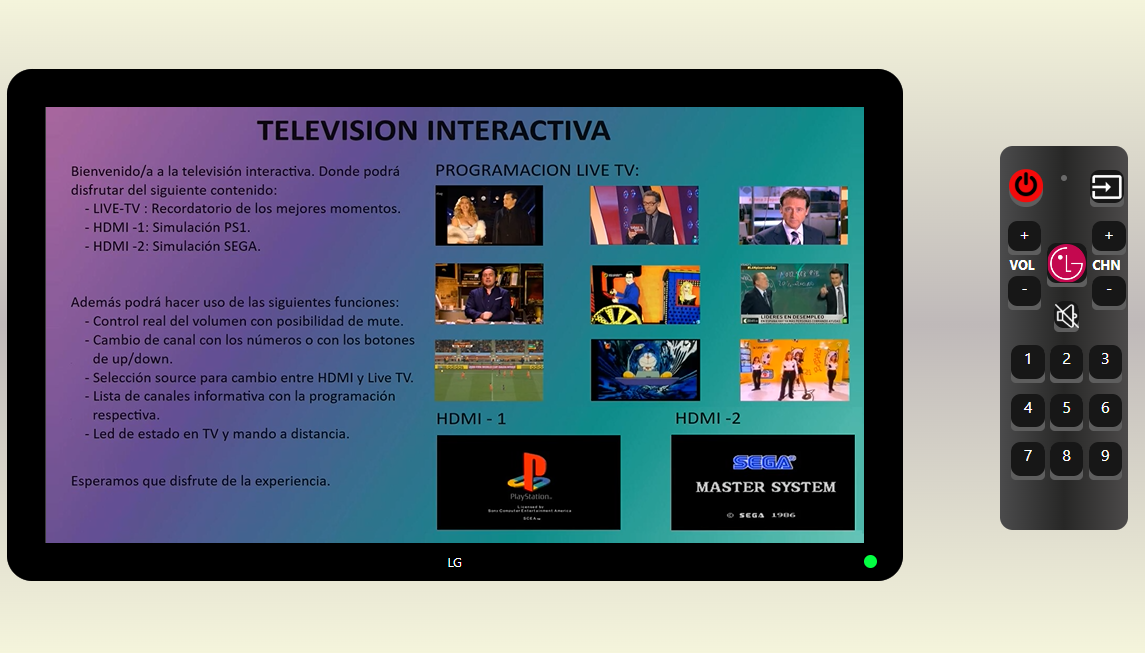 TELEVISION INTERACTIVA
Bienvenido/a a la televisión interactiva. Donde podrá
disfrutar del siguiente contenido:
- LIVE-TV : Recordatorio de los mejores momentos.
- HDMI -1: Simulación PS1.
- HDMI -2: Simulación SEGA.
Además podrá hacer uso de las siguientes funciones:
- Control real del volumen con posibilidad de mute.
- Cambio de canal con los números o con los botones
de up/down.
- Selección source para cambio entre HDMI y Live TV.
- Lista de canales informativa con la programación
respectiva.
- Led de estado en TV y mando a distancia.
Esperamos que disfrute de la experiencia.
PROGRAMACION LIVE TV:
LIDERES EN DESEMPLEO
HDMI - 1
HDMI -2
PlayStation
Licensed by
Sony Computer Entertainment America
SCEA
SEGA
MASTER SYSTEM
© SEGA 1986
LG
+ +
VOL CHN
- -
1 2 3
4 5 6
7 8 9